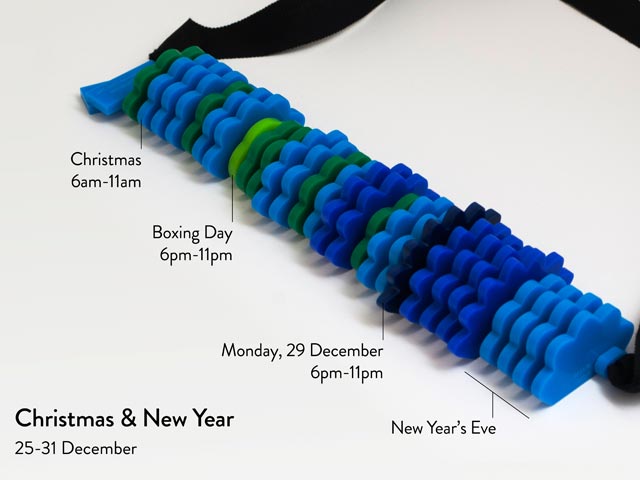 Christmas
6am-11am
Boxing Day
6pm-11pm
Monday, 29 December
6pm-11pm
New Year's Eve
Christmas & New Year
25-31 December